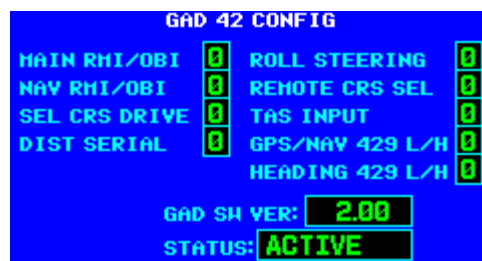 GAD 42 CONFIG
MAIN RMI/OBI 0 ROLL STEERING 0
NAV RMI/OBI 0 REMOTE CRS SEL 0
SEL CRS DRIVE 0 TAS INPUT 0
DIST SERIAL 0 GPS/NAV 429 L/H 0
HEADING 429 L/H 0
GAD SW VER: 2.00
STATUS: ACTIVE